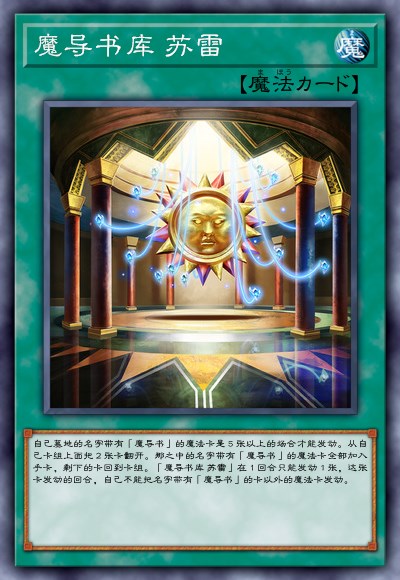 魔导书库 苏雷
魔
【魔法カード】
ま ほう
自己墓地的名字带有「魔导书」的魔法卡是5张以上的场合才能发动。从自
己卡组上面把2张卡翻开。那之中的名字带有「魔导书」的魔法卡全部加入
手卡，剩下的卡回到卡组。「魔导书库 苏雷」在1回合只能发动1张，这张
卡发动的回合，自己不能把名字带有「魔导书」的卡以外的魔法卡发动。